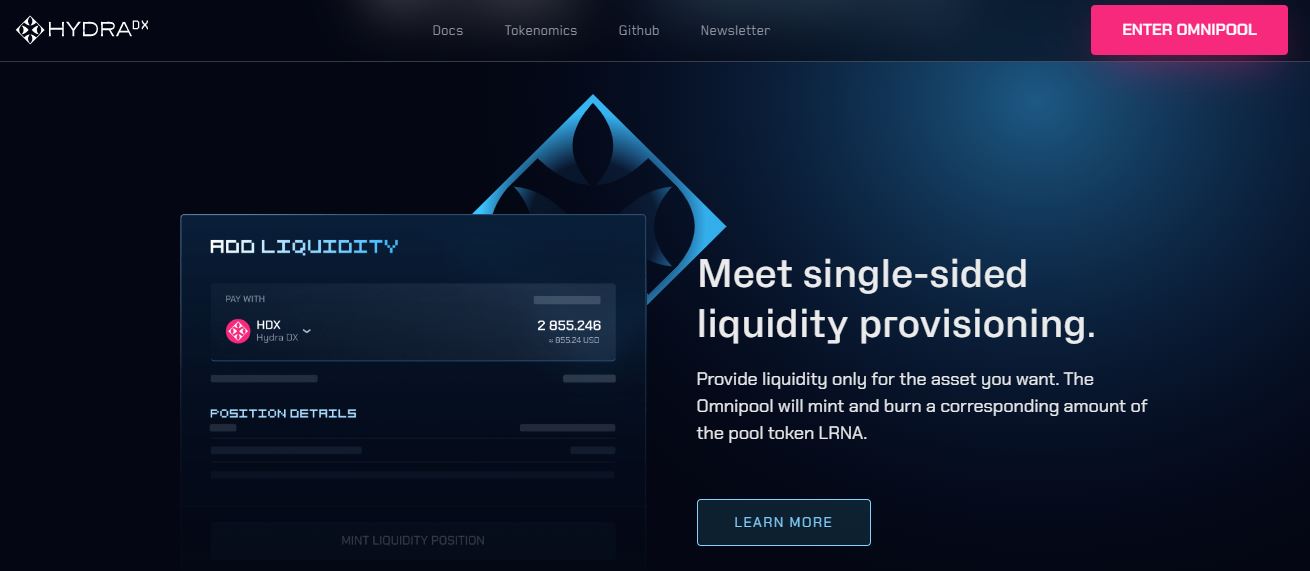 HYDRADX
Docs
Tokenomics
Github
Newsletter
ENTER OMNIPOOL
ADD LIQUIDITY
PAY WITH
HDX
Hydra DX
2 855.246
≈ 855.24 USD
POSITION DETAILS
MINT LIQUIDITY POSITION
Meet single-sided
liquidity provisioning.
Provide liquidity only for the asset you want. The
Omnipool will mint and burn a corresponding amount of
the pool token LRNA.
LEARN MORE